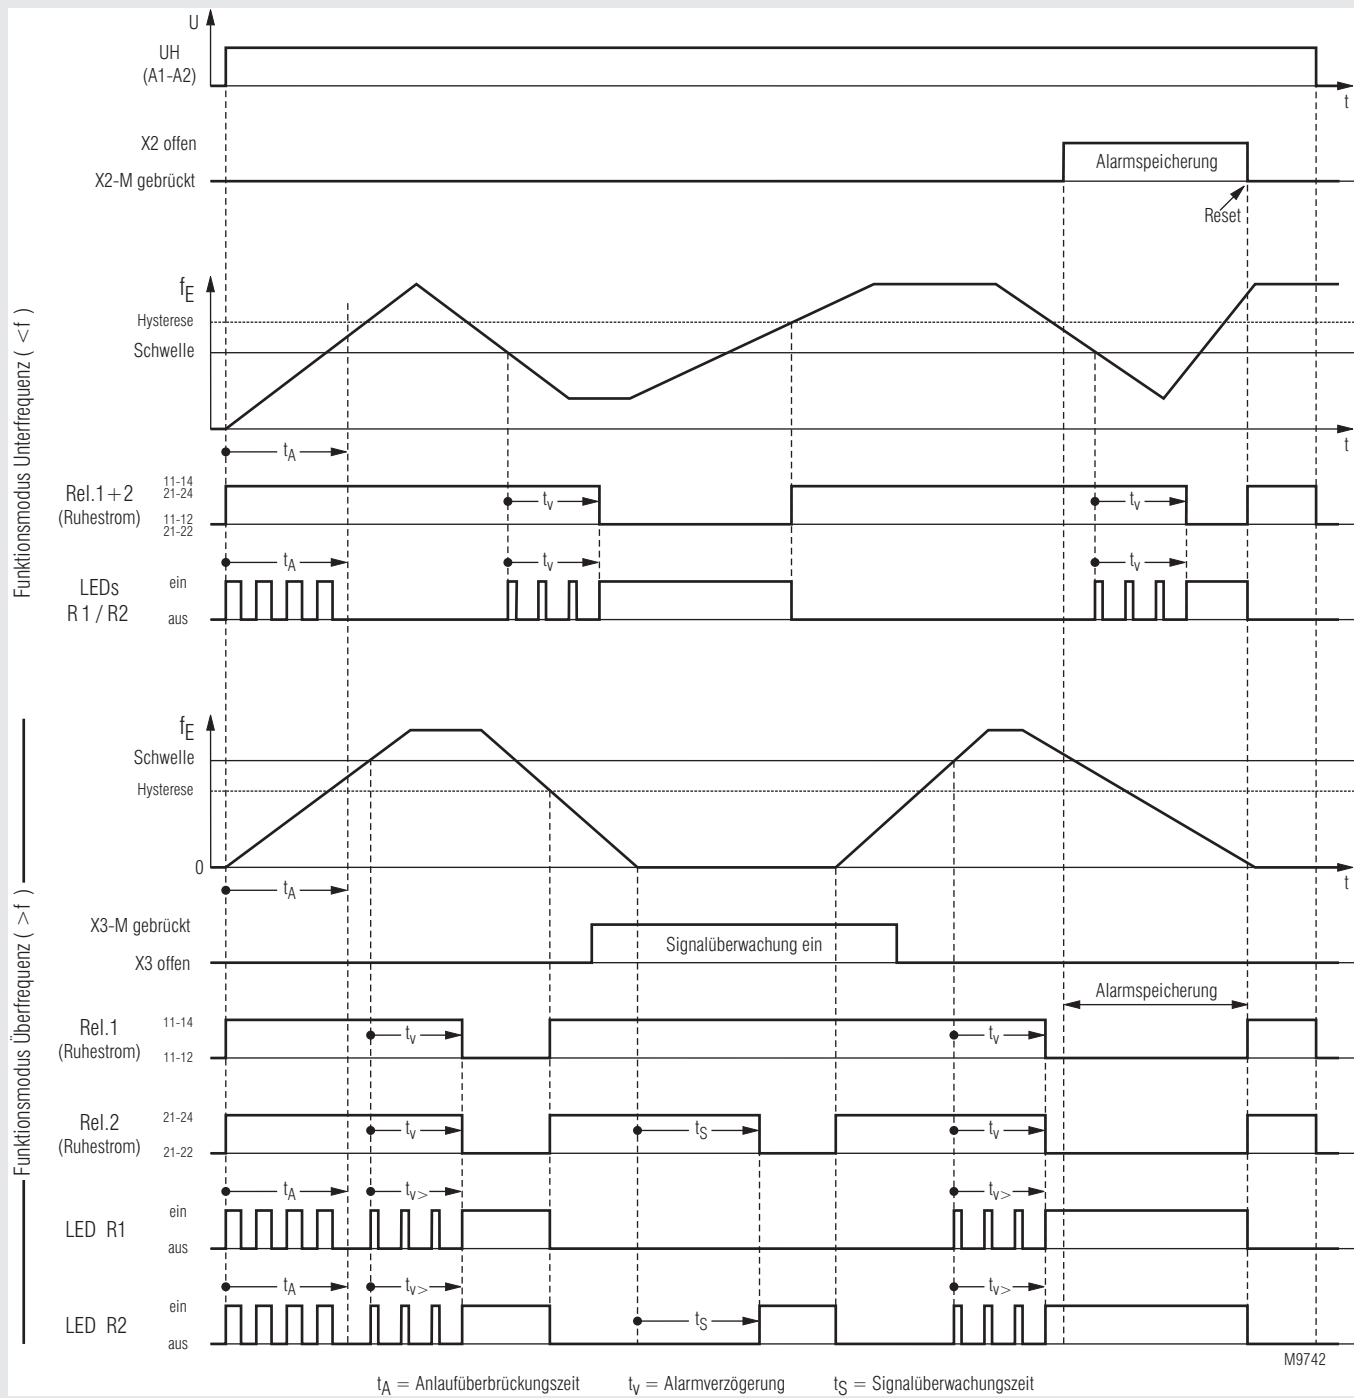 U
UH
(A1-A2)
t
X2 offen
Alarmspeicherung
X2-M gebrückt
Reset
Funktionsmodus Unterfrequenz ( <f )
fE
Hysterese
Schwelle
t
tA
Rel.1+2
(Ruhestrom)
11-14
21-24
11-12
21-22
tv
tv
tA
tv
tv
LEDs
R1 / R2
ein
aus
Funktionsmodus Überfrequenz ( >f )
fE
Schwelle
Hysterese
0
t
tA
X3-M gebrückt
Signalüberwachung ein
X3 offen
Alarmspeicherung
Rel.1
(Ruhestrom)
11-14
11-12
tv
tv
Rel.2
(Ruhestrom)
21-24
21-22
tv
tS
tv
tA
tv>
tv>
LED R1
ein
aus
tA
tv>
tv>
LED R2
ein
aus
tS
M9742
tA = Anlaufüberbrückungszeit tv = Alarmverzögerung tS = Signalüberwachungszeit